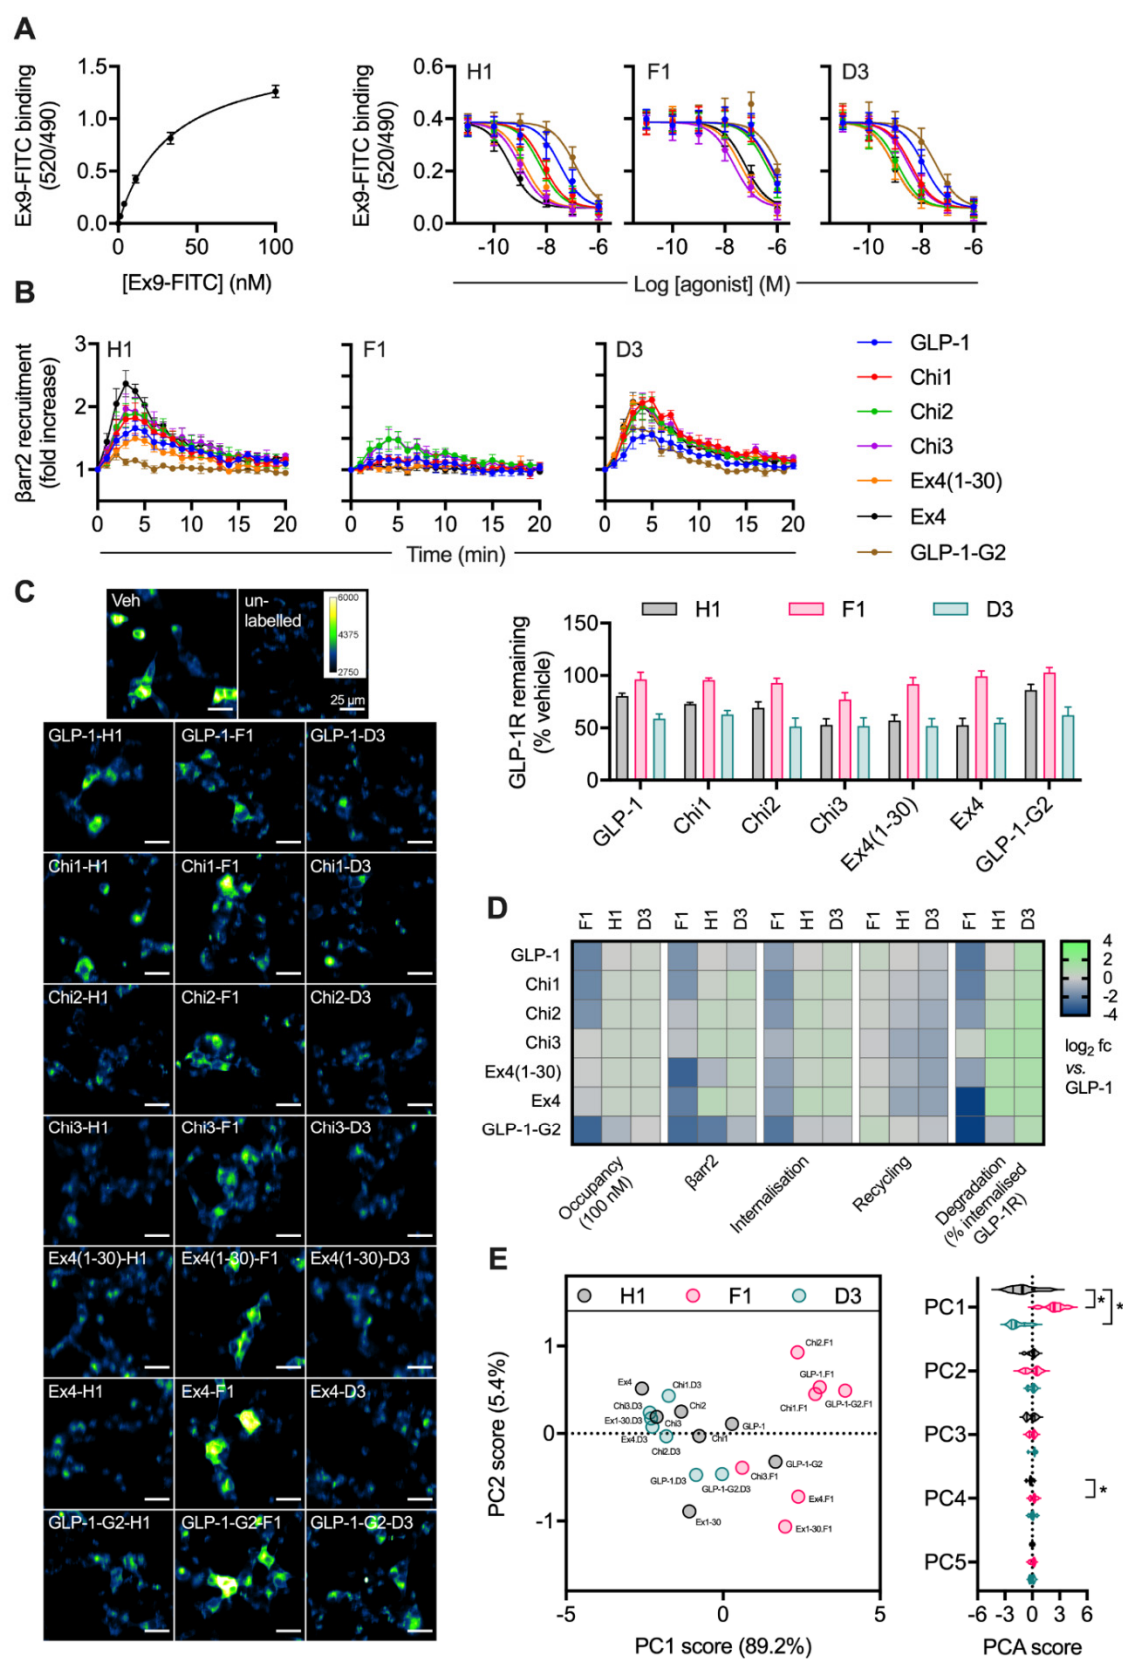 A
1.5
1.0
0.5
0.0
Ex9-FITC binding
(520/490)
0
50
100
[Ex9-FITC] (nM)
0.6
0.4
0.2
0.0
Ex9-FITC binding
(520/490)
H1
F1
D3
-10
-8
-6
-10
-8
-6
-10
-8
-6
Log [agonist] (M)
B
3
2
1
βarr2 recruitment
(fold increase)
H1
F1
D3
0
5
10
15
20
0
5
10
15
20
0
5
10
15
20
Time (min)
GLP-1
Chi1
Chi2
Chi3
Ex4(1-30)
Ex4
GLP-1-G2
C
Veh
un-
labelled
6000
4375
2750
25 µm
GLP-1-H1
GLP-1-F1
GLP-1-D3
Chi1-H1
Chi1-F1
Chi1-D3
Chi2-H1
Chi2-F1
Chi2-D3
Chi3-H1
Chi3-F1
Chi3-D3
Ex4(1-30)-H1
Ex4(1-30)-F1
Ex4(1-30)-D3
Ex4-H1
Ex4-F1
Ex4-D3
GLP-1-G2-H1
GLP-1-G2-F1
GLP-1-G2-D3
H1
F1
D3
150
100
50
0
GLP-1R remaining
(% vehicle)
GLP-1
Chi1
Chi2
Chi3
Ex4(1-30)
Ex4
GLP-1-G2
D
F1
H1
D3
F1
H1
D3
F1
H1
D3
F1
H1
D3
F1
H1
D3
GLP-1
Chi1
Chi2
Chi3
Ex4(1-30)
Ex4
GLP-1-G2
Occupancy
(100 nM)
βarr2
Internalisation
Recycling
Degradation
(% internalised
GLP-1R)
4
2
0
-2
-4
log2 fc
vs.
GLP-1
E
H1
F1
D3
1
0
-1
PC2 score (5.4%)
-5
0
5
PC1 score (89.2%)
Chi2.F1
GLP-1.F1
Chi1.F1
GLP-1-G2.F1
Ex4
Chi1.D3
Chi3.D3
Chi2
Ex1-30.D3
Chi3
GLP-1
Ex4.D3
Chi1
Chi2.D3
GLP-1-G2
GLP-1.D3
GLP-1-G2.D3
Chi3.F1
Ex4.F1
Ex1-30
Ex1-30.F1
PC1
PC2
PC3
PC4
PC5
*
*
*
-6
-3
0
3
6
PCA score